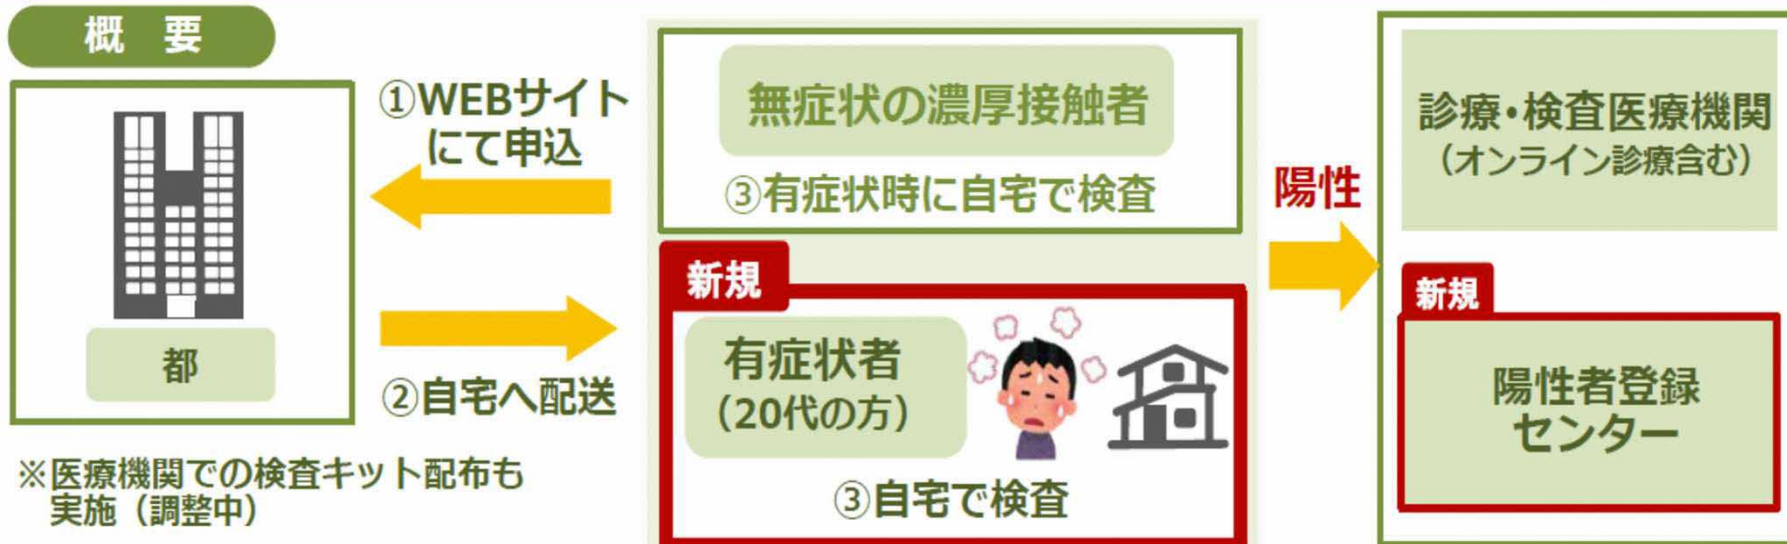 概 要
都
※医療機関での検査キット配布も
実施（調整中）
①WEBサイト
にて申込
②自宅へ配送
無症状の濃厚接触者
③有症状時に自宅で検査
新規
有症状者
（20代の方）
③自宅で検査
陽性
診療・検査医療機関
（オンライン診療含む）
新規
陽性者登録
センター